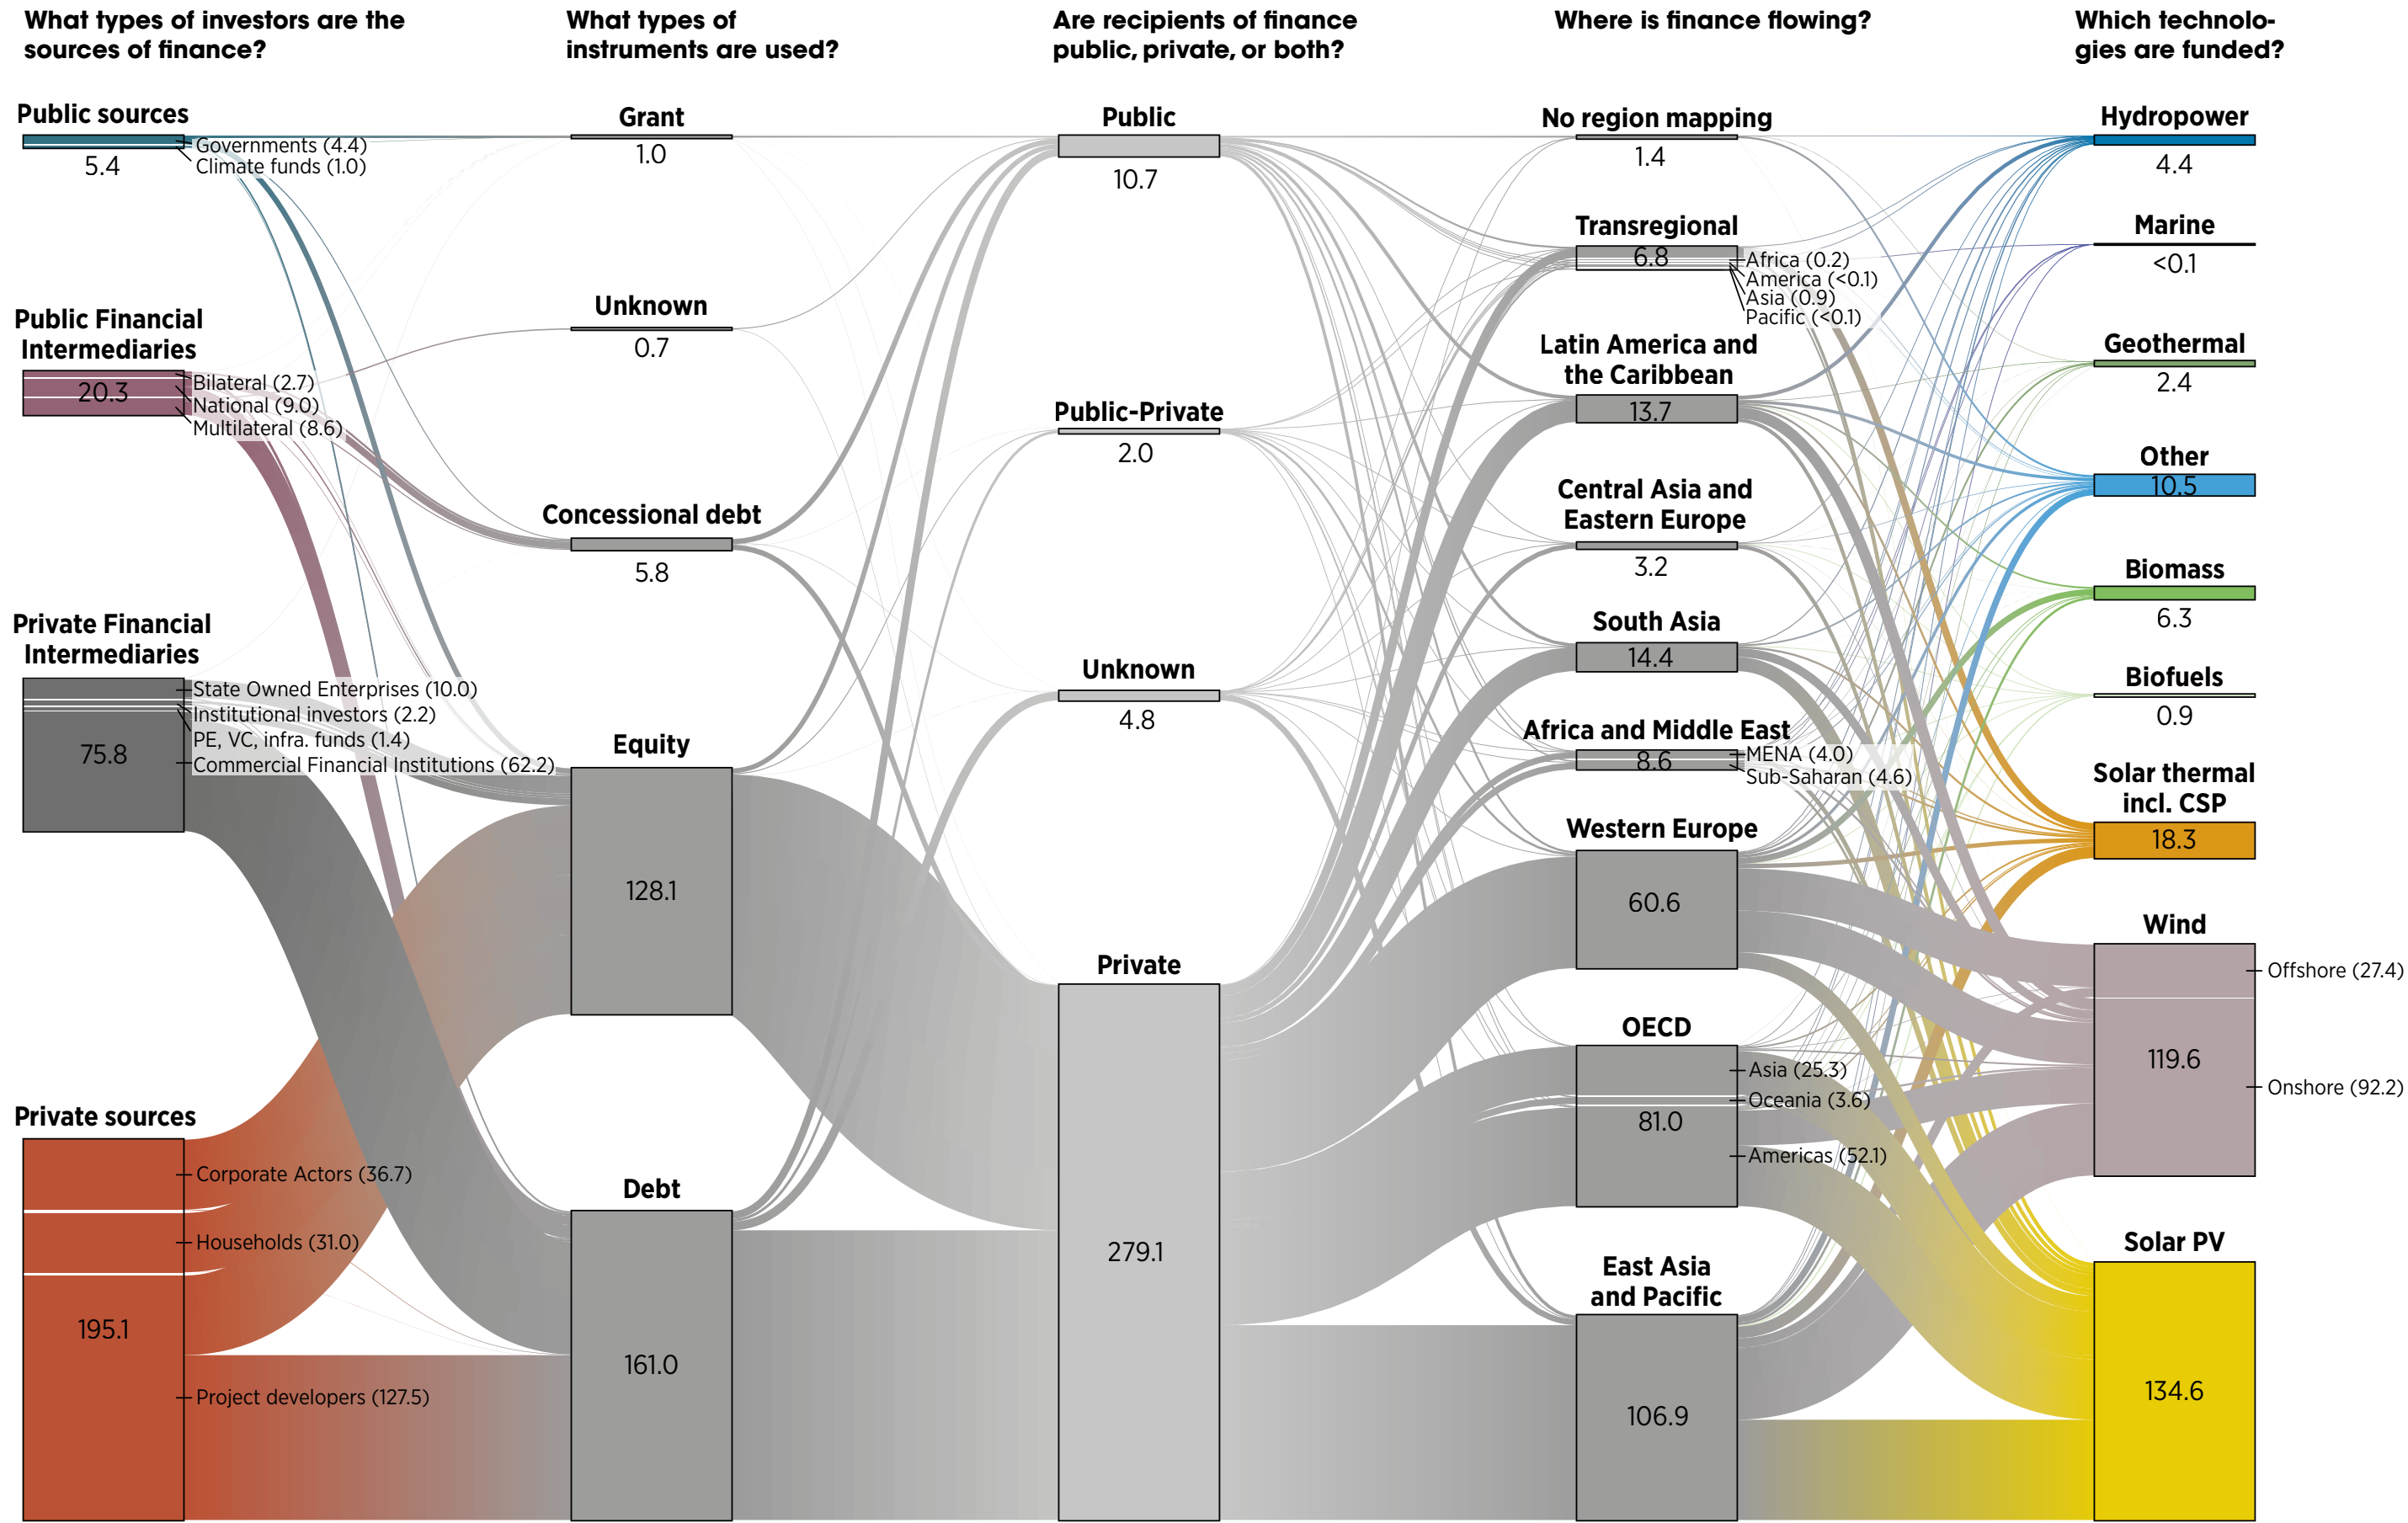 What types of investors are the
sources of finance?
Public sources
5.4
Governments (4.4)
Climate funds (1.0)
Public Financial
Intermediaries
20.3
Bilateral (2.7)
National (9.0)
Multilateral (8.6)
Private Financial
Intermediaries
75.8
State Owned Enterprises (10.0)
Institutional investors (2.2)
PE, VC, infra. funds (1.4)
Commercial Financial Institutions (62.2)
Private sources
195.1
Corporate Actors (36.7)
Households (31.0)
Project developers (127.5)
What types of
instruments are used?
Grant
1.0
Unknown
0.7
Concessional debt
5.8
Equity
128.1
Debt
161.0
Are recipients of finance
public, private, or both?
Public
10.7
Public-Private
2.0
Unknown
4.8
Private
279.1
Where is finance flowing?
No region mapping
1.4
Transregional
6.8
Africa (0.2)
America (<0.1)
Asia (0.9)
Pacific (<0.1)
Latin America and
the Caribbean
13.7
Central Asia and
Eastern Europe
3.2
South Asia
14.4
Africa and Middle East
8.6
MENA (4.0)
Sub-Saharan (4.6)
Western Europe
60.6
OECD
81.0
Asia (25.3)
Oceania (3.6)
Americas (52.1)
East Asia
and Pacific
106.9
Which technolo-
gies are funded?
Hydropower
4.4
Marine
<0.1
Geothermal
2.4
Other
10.5
Biomass
6.3
Biofuels
0.9
Solar thermal
incl. CSP
18.3
Wind
119.6
Offshore (27.4)
Onshore (92.2)
Solar PV
134.6